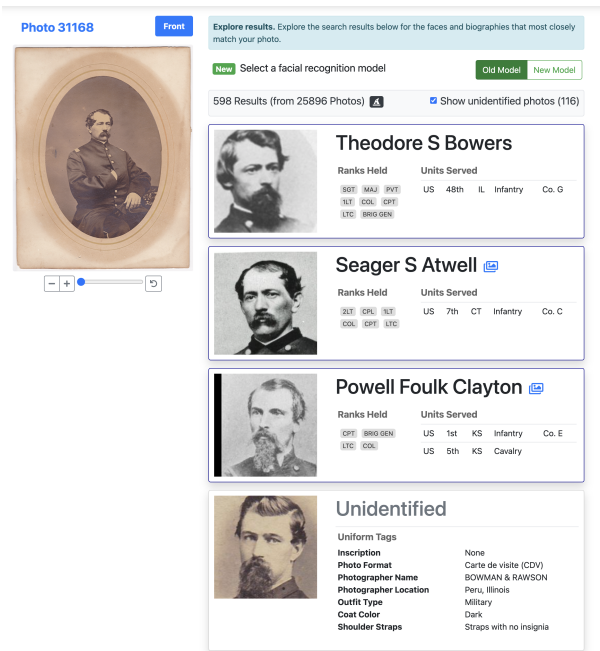 Photo 31168
Front
Explore results. Explore the search results below for the faces and biographies that most closely
match your photo.
New Select a facial recognition model
Old Model New Model
598 Results (from 25896 Photos)
Show unidentified photos (116)
Theodore S Bowers
Ranks Held Units Served
SGT MAJ PVT
1LT COL CPT
LTC BRIG GEN
US 48th IL Infantry Co. G
Seager S Atwell
Ranks Held Units Served
2LT CPL 1LT
COL CPT LTC
US 7th CT Infantry Co. C
Powell Foulk Clayton
Ranks Held Units Served
CPT BRIG GEN
LTC COL
US 1st KS Infantry Co. E
US 5th KS Cavalry
Unidentified
Uniform Tags
Inscription None
Photo Format Carte de visite (CDV)
Photographer Name BOWMAN & RAWSON
Photographer Location Peru, Illinois
Outfit Type Military
Coat Color Dark
Shoulder Straps Straps with no insignia